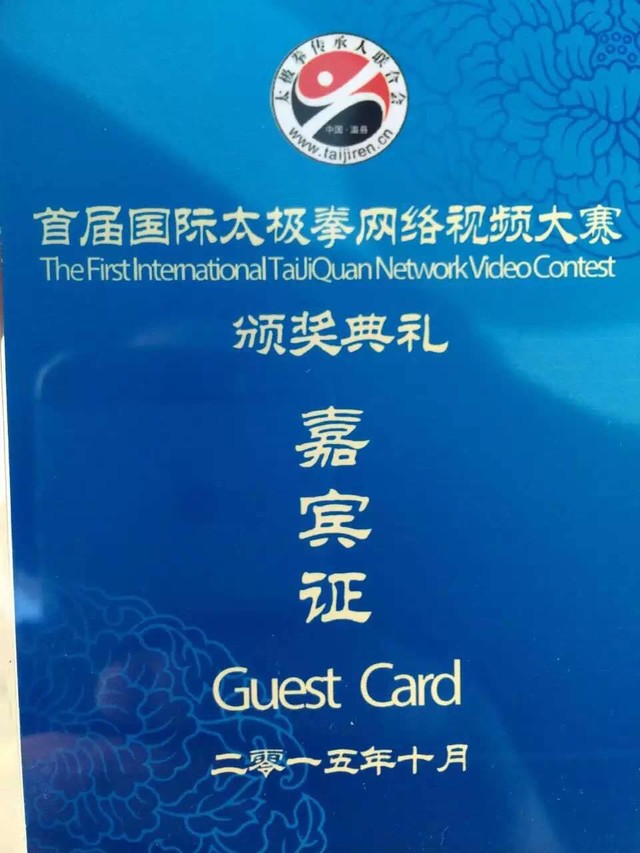 太极拳传承人联合会
中国·温县
www.taijiren.cn
首届国际太极拳网络视频大赛
The First International TaiJiQuan Network Video Contest
颁奖典礼
嘉
宾
证
Guest Card
二零一五年十月